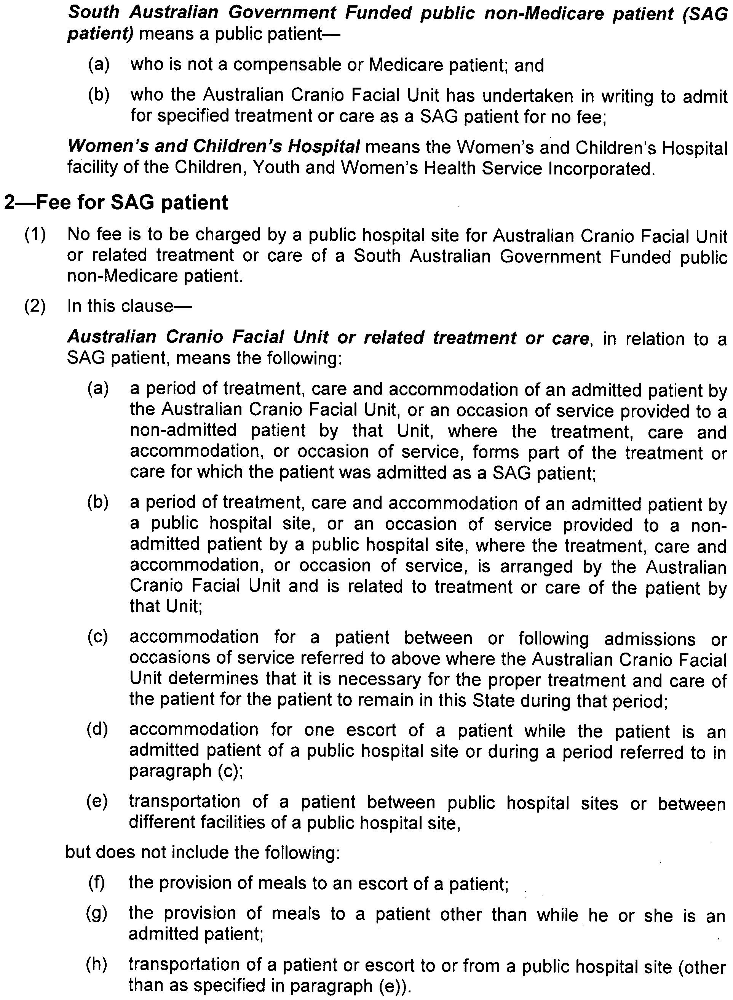 South Australian Government Funded public non-Medicare patient (SAG
patient) means a public patient—
(a) who is not a compensable or Medicare patient; and
(b) who the Australian Cranio Facial Unit has undertaken in writing to admit
for specified treatment or care as a SAG patient for no fee;
Women's and Children's Hospital means the Women's and Children's Hospital
facility of the Children, Youth and Women's Health Service Incorporated.
2—Fee for SAG patient
(1) No fee is to be charged by a public hospital site for Australian Cranio Facial Unit
or related treatment or care of a South Australian Government Funded public
non-Medicare patient.
(2) In this clause—
Australian Cranio Facial Unit or related treatment or care, in relation to a
SAG patient, means the following:
(a) a period of treatment, care and accommodation of an admitted patient by
the Australian Cranio Facial Unit, or an occasion of service provided to a
non-admitted patient by that Unit, where the treatment, care and
accommodation, or occasion of service, forms part of the treatment or
care for which the patient was admitted as a SAG patient;
(b) a period of treatment, care and accommodation of an admitted patient by
a public hospital site, or an occasion of service provided to a non-
admitted patient by a public hospital site, where the treatment, care and
accommodation, or occasion of service, is arranged by the Australian
Cranio Facial Unit and is related to treatment or care of the patient by
that Unit;
(c) accommodation for a patient between or following admissions or
occasions of service referred to above where the Australian Cranio Facial
Unit determines that it is necessary for the proper treatment and care of
the patient for the patient to remain in this State during that period;
(d) accommodation for one escort of a patient while the patient is an
admitted patient of a public hospital site or during a period referred to in
paragraph (c);
(e) transportation of a patient between public hospital sites or between
different facilities of a public hospital site,
but does not include the following:
(f) the provision of meals to an escort of a patient;
(g) the provision of meals to a patient other than while he or she is an
admitted patient;
(h) transportation of a patient or escort to or from a public hospital site (other
than as specified in paragraph (e)).